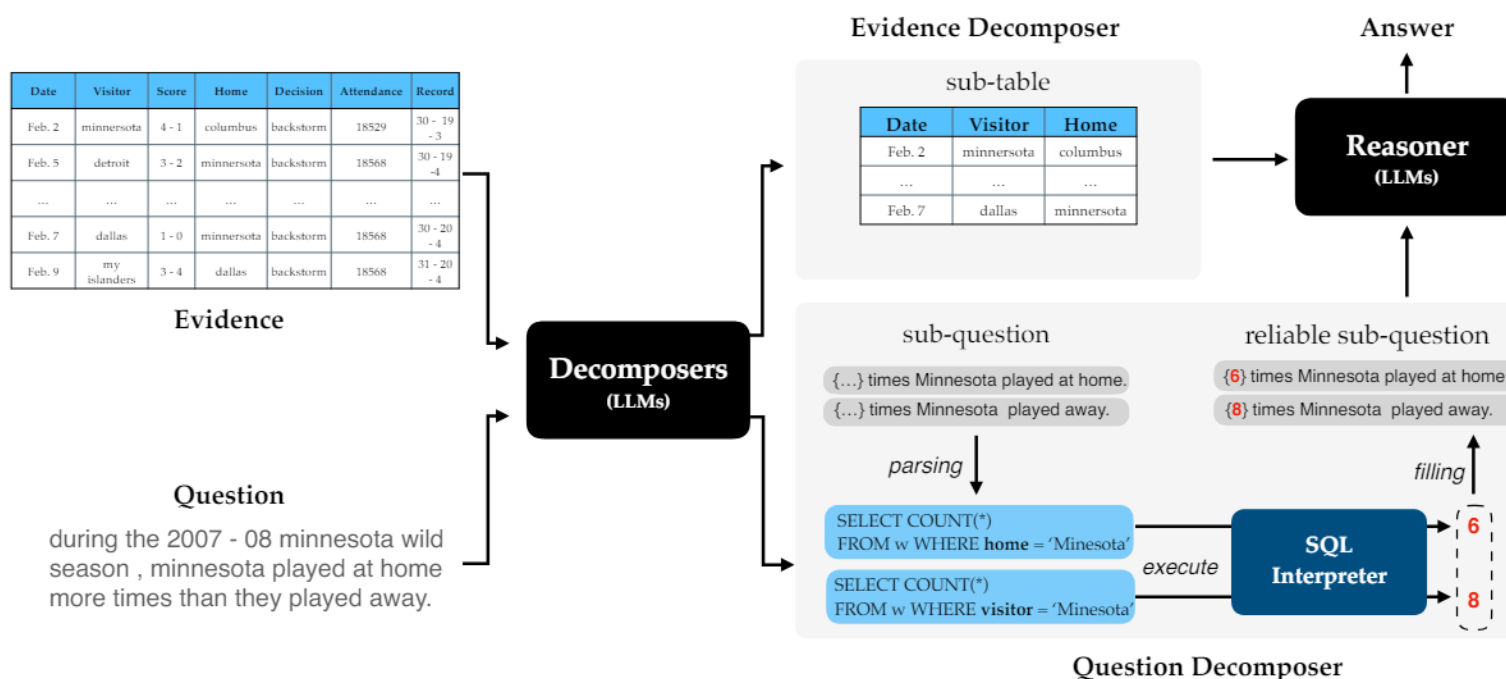 Evidence Decomposer
Answer
Date Visitor Score Home Decision Attendance Record
Feb. 2 minnersota 4 - 1 columbus backstorm 18529 30 - 19
- 3
Feb. 5 detroit 3 - 2 minnersota backstorm 18568 30 - 19
-4
... ... ... ... ... ... ...
Feb. 7 dallas 1 - 0 minnersota backstorm 18568 30 - 20
- 4
Feb. 9 my
islanders 3 - 4 dallas backstorm 18568 31 - 20
- 4
Evidence
sub-table
Date Visitor Home
Feb. 2 minnersota columbus
... ... ...
Feb. 7 dallas minnersota
Reasoner
(LLMs)
Decomposers
(LLMs)
Question
during the 2007 - 08 minnesota wild
season , minnesota played at home
more times than they played away.
sub-question
{...} times Minnesota played at home.
{...} times Minnesota played away.
parsing
SELECT COUNT(*)
FROM w WHERE home = ‘Minesota’
SELECT COUNT(*)
FROM w WHERE visitor = ‘Minesota’
execute
SQL
Interpreter
6
8
filling
reliable sub-question
{6} times Minnesota played at home
{8} times Minnesota played away.
Question Decomposer